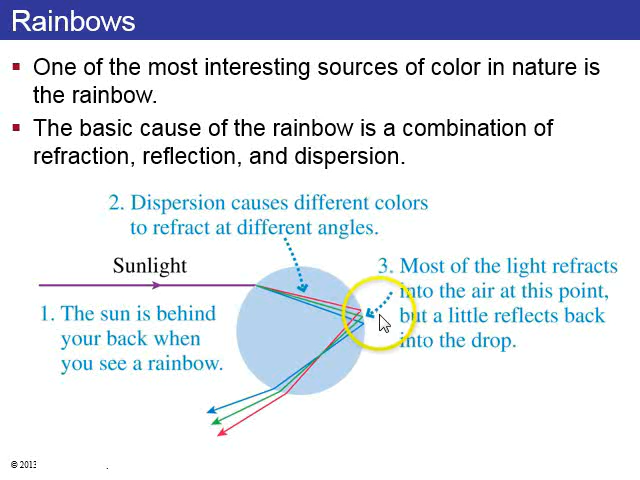 Rainbows
One of the most interesting sources of color in nature is
the rainbow.
The basic cause of the rainbow is a combination of
refraction, reflection, and dispersion.
2. Dispersion causes different colors
to refract at different angles.
Sunlight
3. Most of the light refracts
into the air at this point,
but a little reflects back
into the drop.
1. The sun is behind
your back when
you see a rainbow.
© 2013